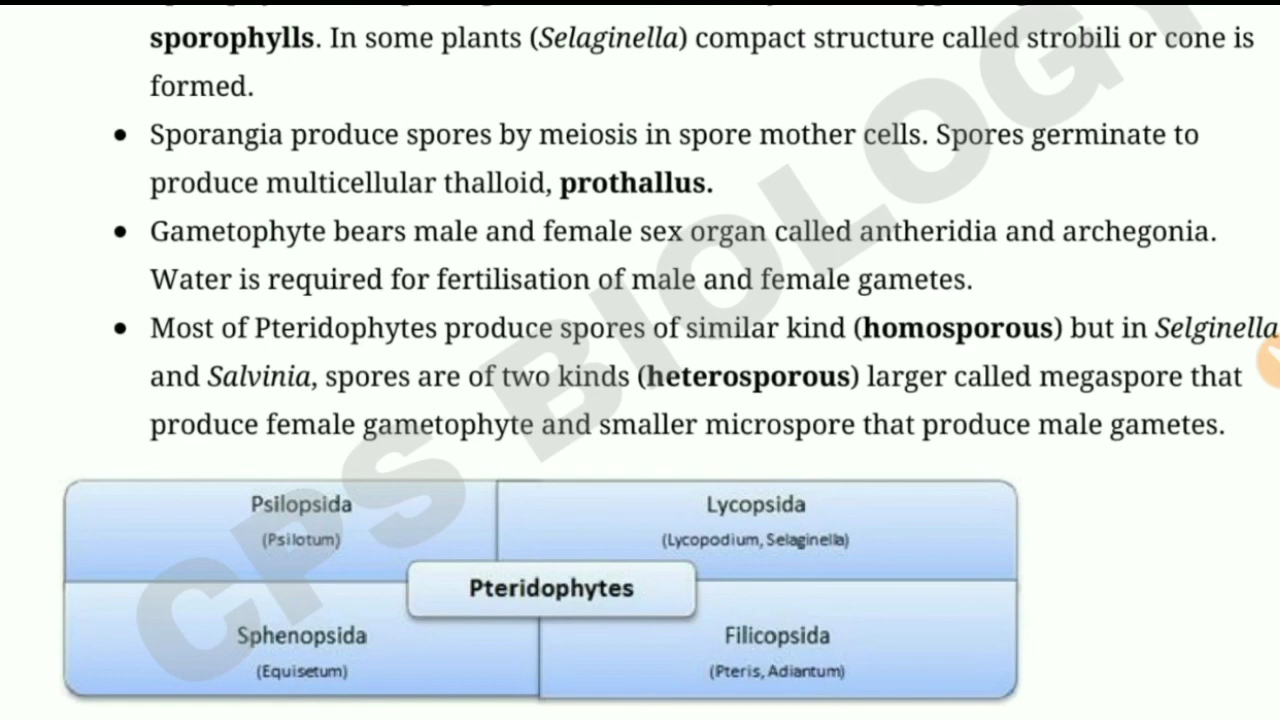 sporophylls. In some plants (Selaginella) compact structure called strobili or cone is
formed.
• Sporangia produce spores by meiosis in spore mother cells. Spores germinate to
produce multicellular thalloid, prothallus.
• Gametophyte bears male and female sex organ called antheridia and archegonia.
Water is required for fertilisation of male and female gametes.
• Most of Pteridophytes produce spores of similar kind (homosporous) but in Selginella
and Salvinia, spores are of two kinds (heterosporous) larger called megaspore that
produce female gametophyte and smaller microspore that produce male gametes.
Psilopsida
(Psilotum)
Lycopsida
(Lycopodium, Selaginella)
Pteridophytes
Sphenopsida
(Equisetum)
Filicopsida
(Pteris, Adiantum)
CPS BIOLOGY